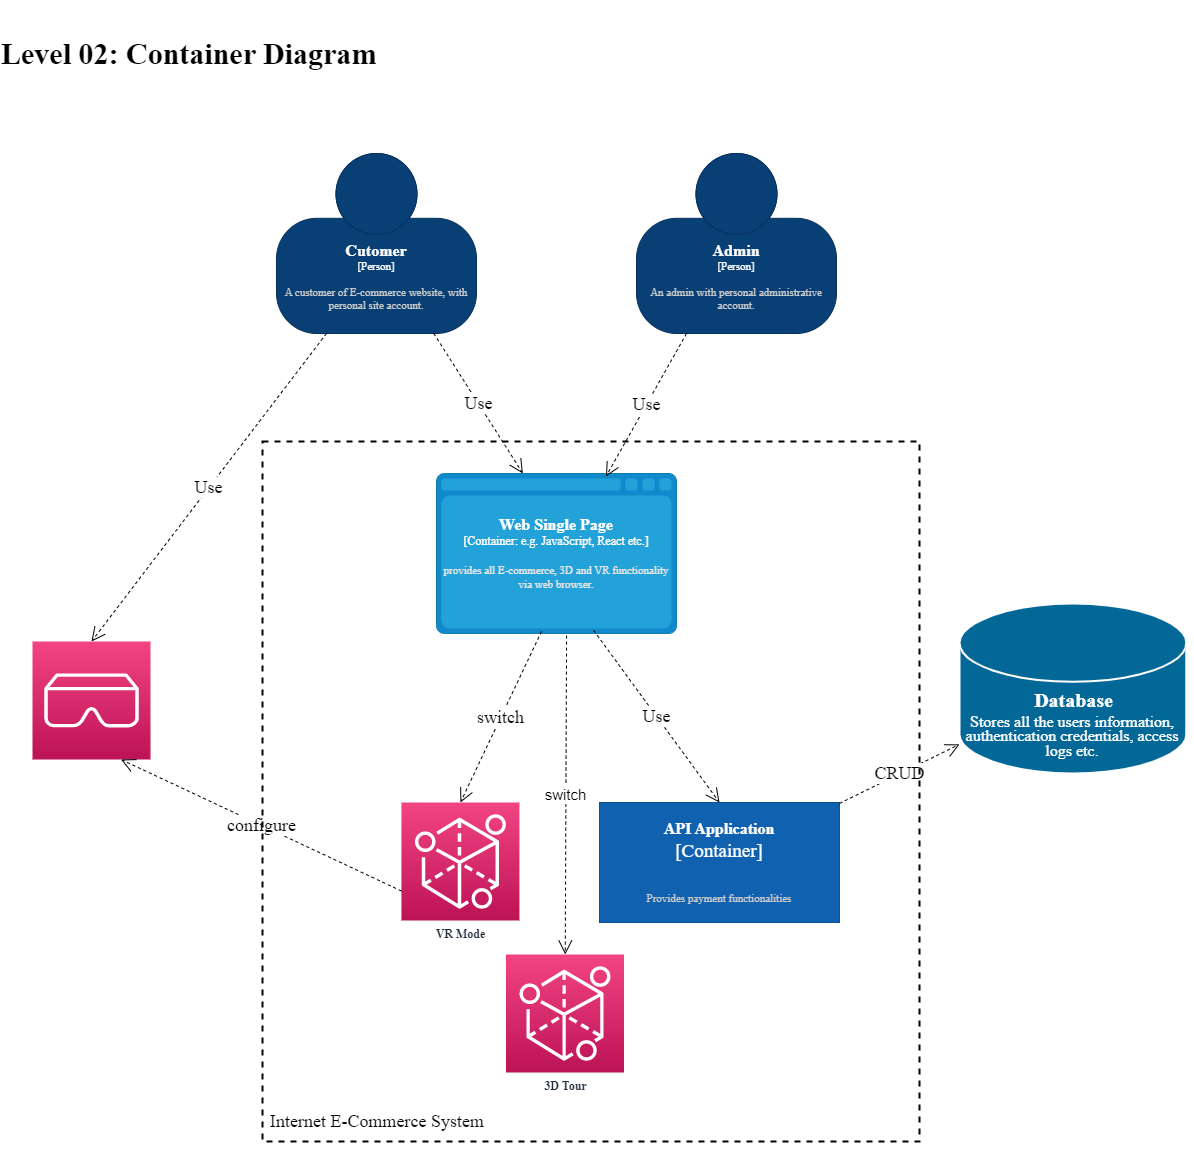 Level 02: Container Diagram
Cutomer
[Person]
A customer of E-commerce website, with
personal site account.
Admin
[Person]
An admin with personal administrative
account.
Use
Use
Use
Web Single Page
[Container: e.g. JavaScript, React etc.]
provides all E-commerce, 3D and VR functionality
via web browser.
Database
Stores all the users information,
authentication credentials, access
logs etc.
switch
Use
switch
CRUD
configure
API Application
[Container]
Provides payment functionalities
VR Mode
3D Tour
Internet E-Commerce System